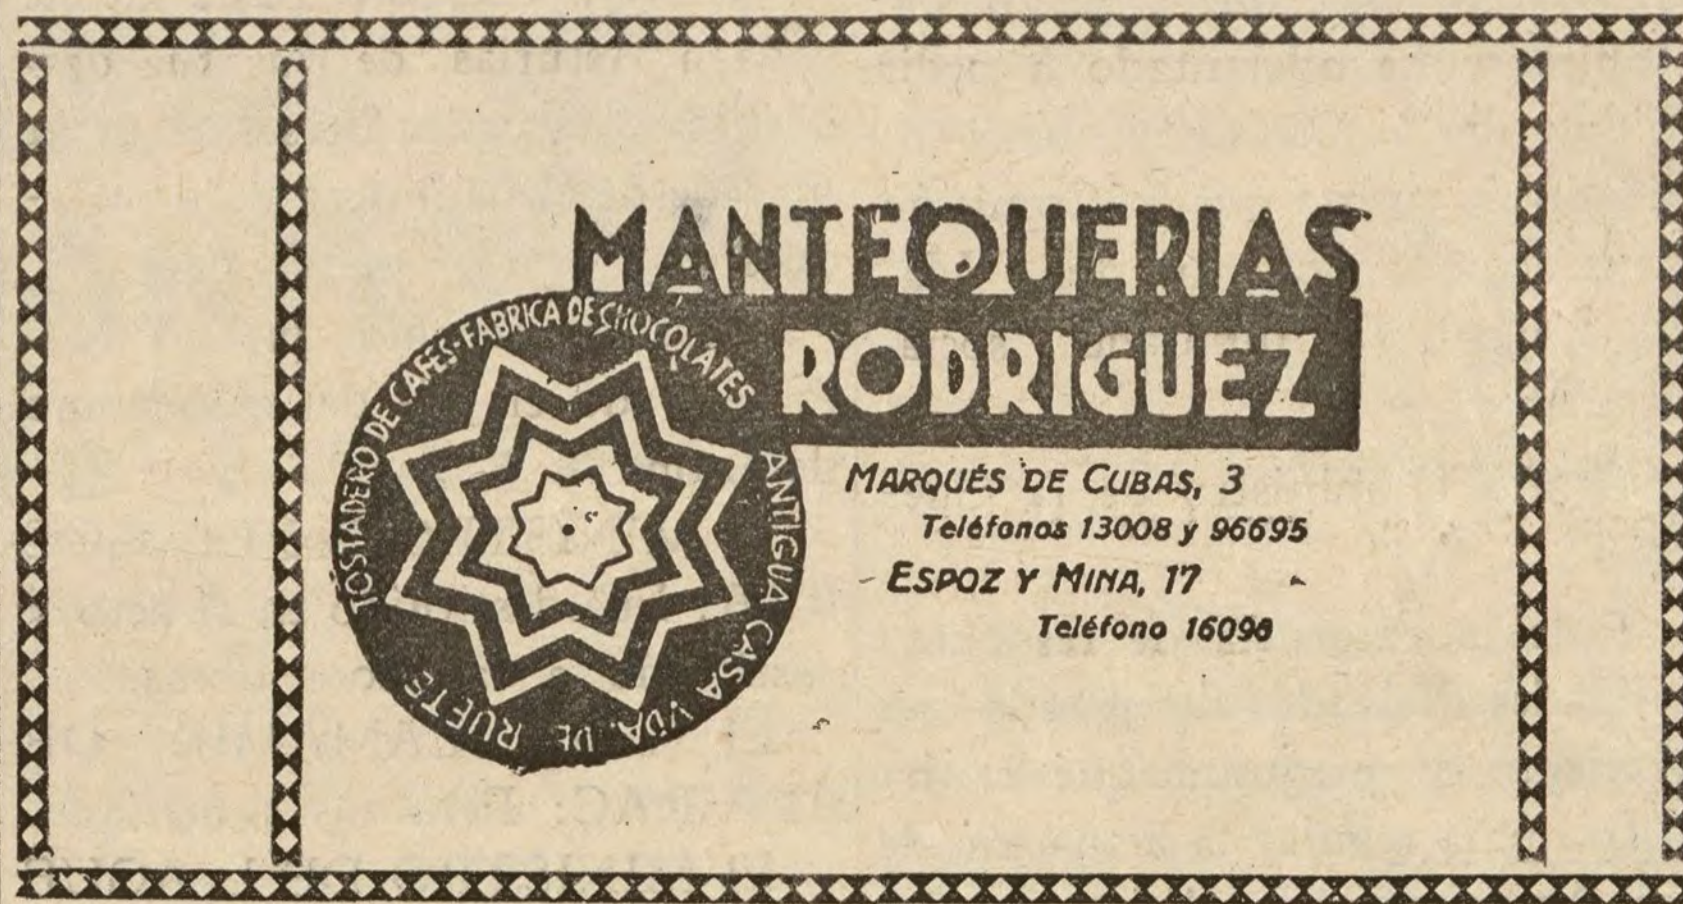 MANTEQUERIAS
RODRIGUEZ
TOSTADERO DE CAFES-FABRICA DE CHOCOLATES
ANTIGUA CASA VDA. DE RUETE
MARQUÉS DE CUBAS, 3
Teléfonos 13008 y 96695
ESPOZ Y MINA, 17
Teléfono